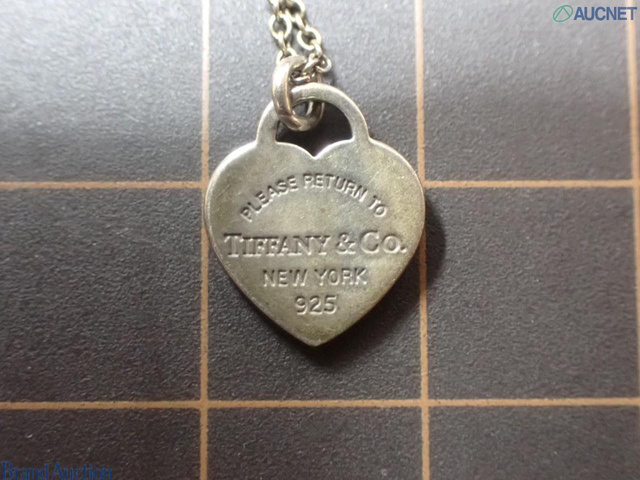 AUCNET
PLEASE RETURN TO
TIFFANY & CO.
NEW YORK
925
Brand Auction